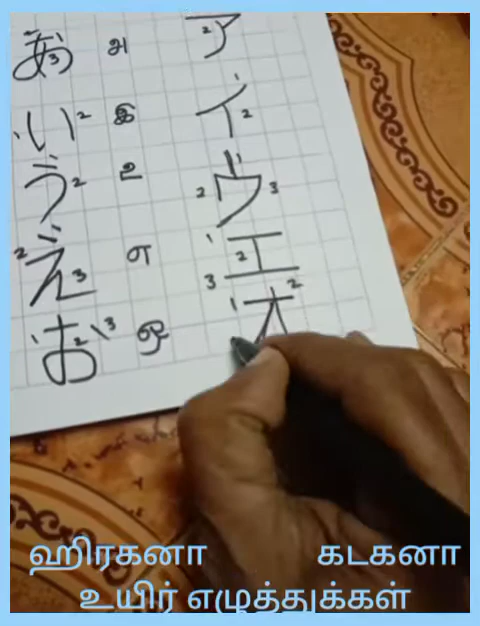 あ அ ア
い இ イ
う உ ウ
え எ エ
お ஒ オ
ஹிரகனா கடகனா
உயிர் எழுத்துக்கள்